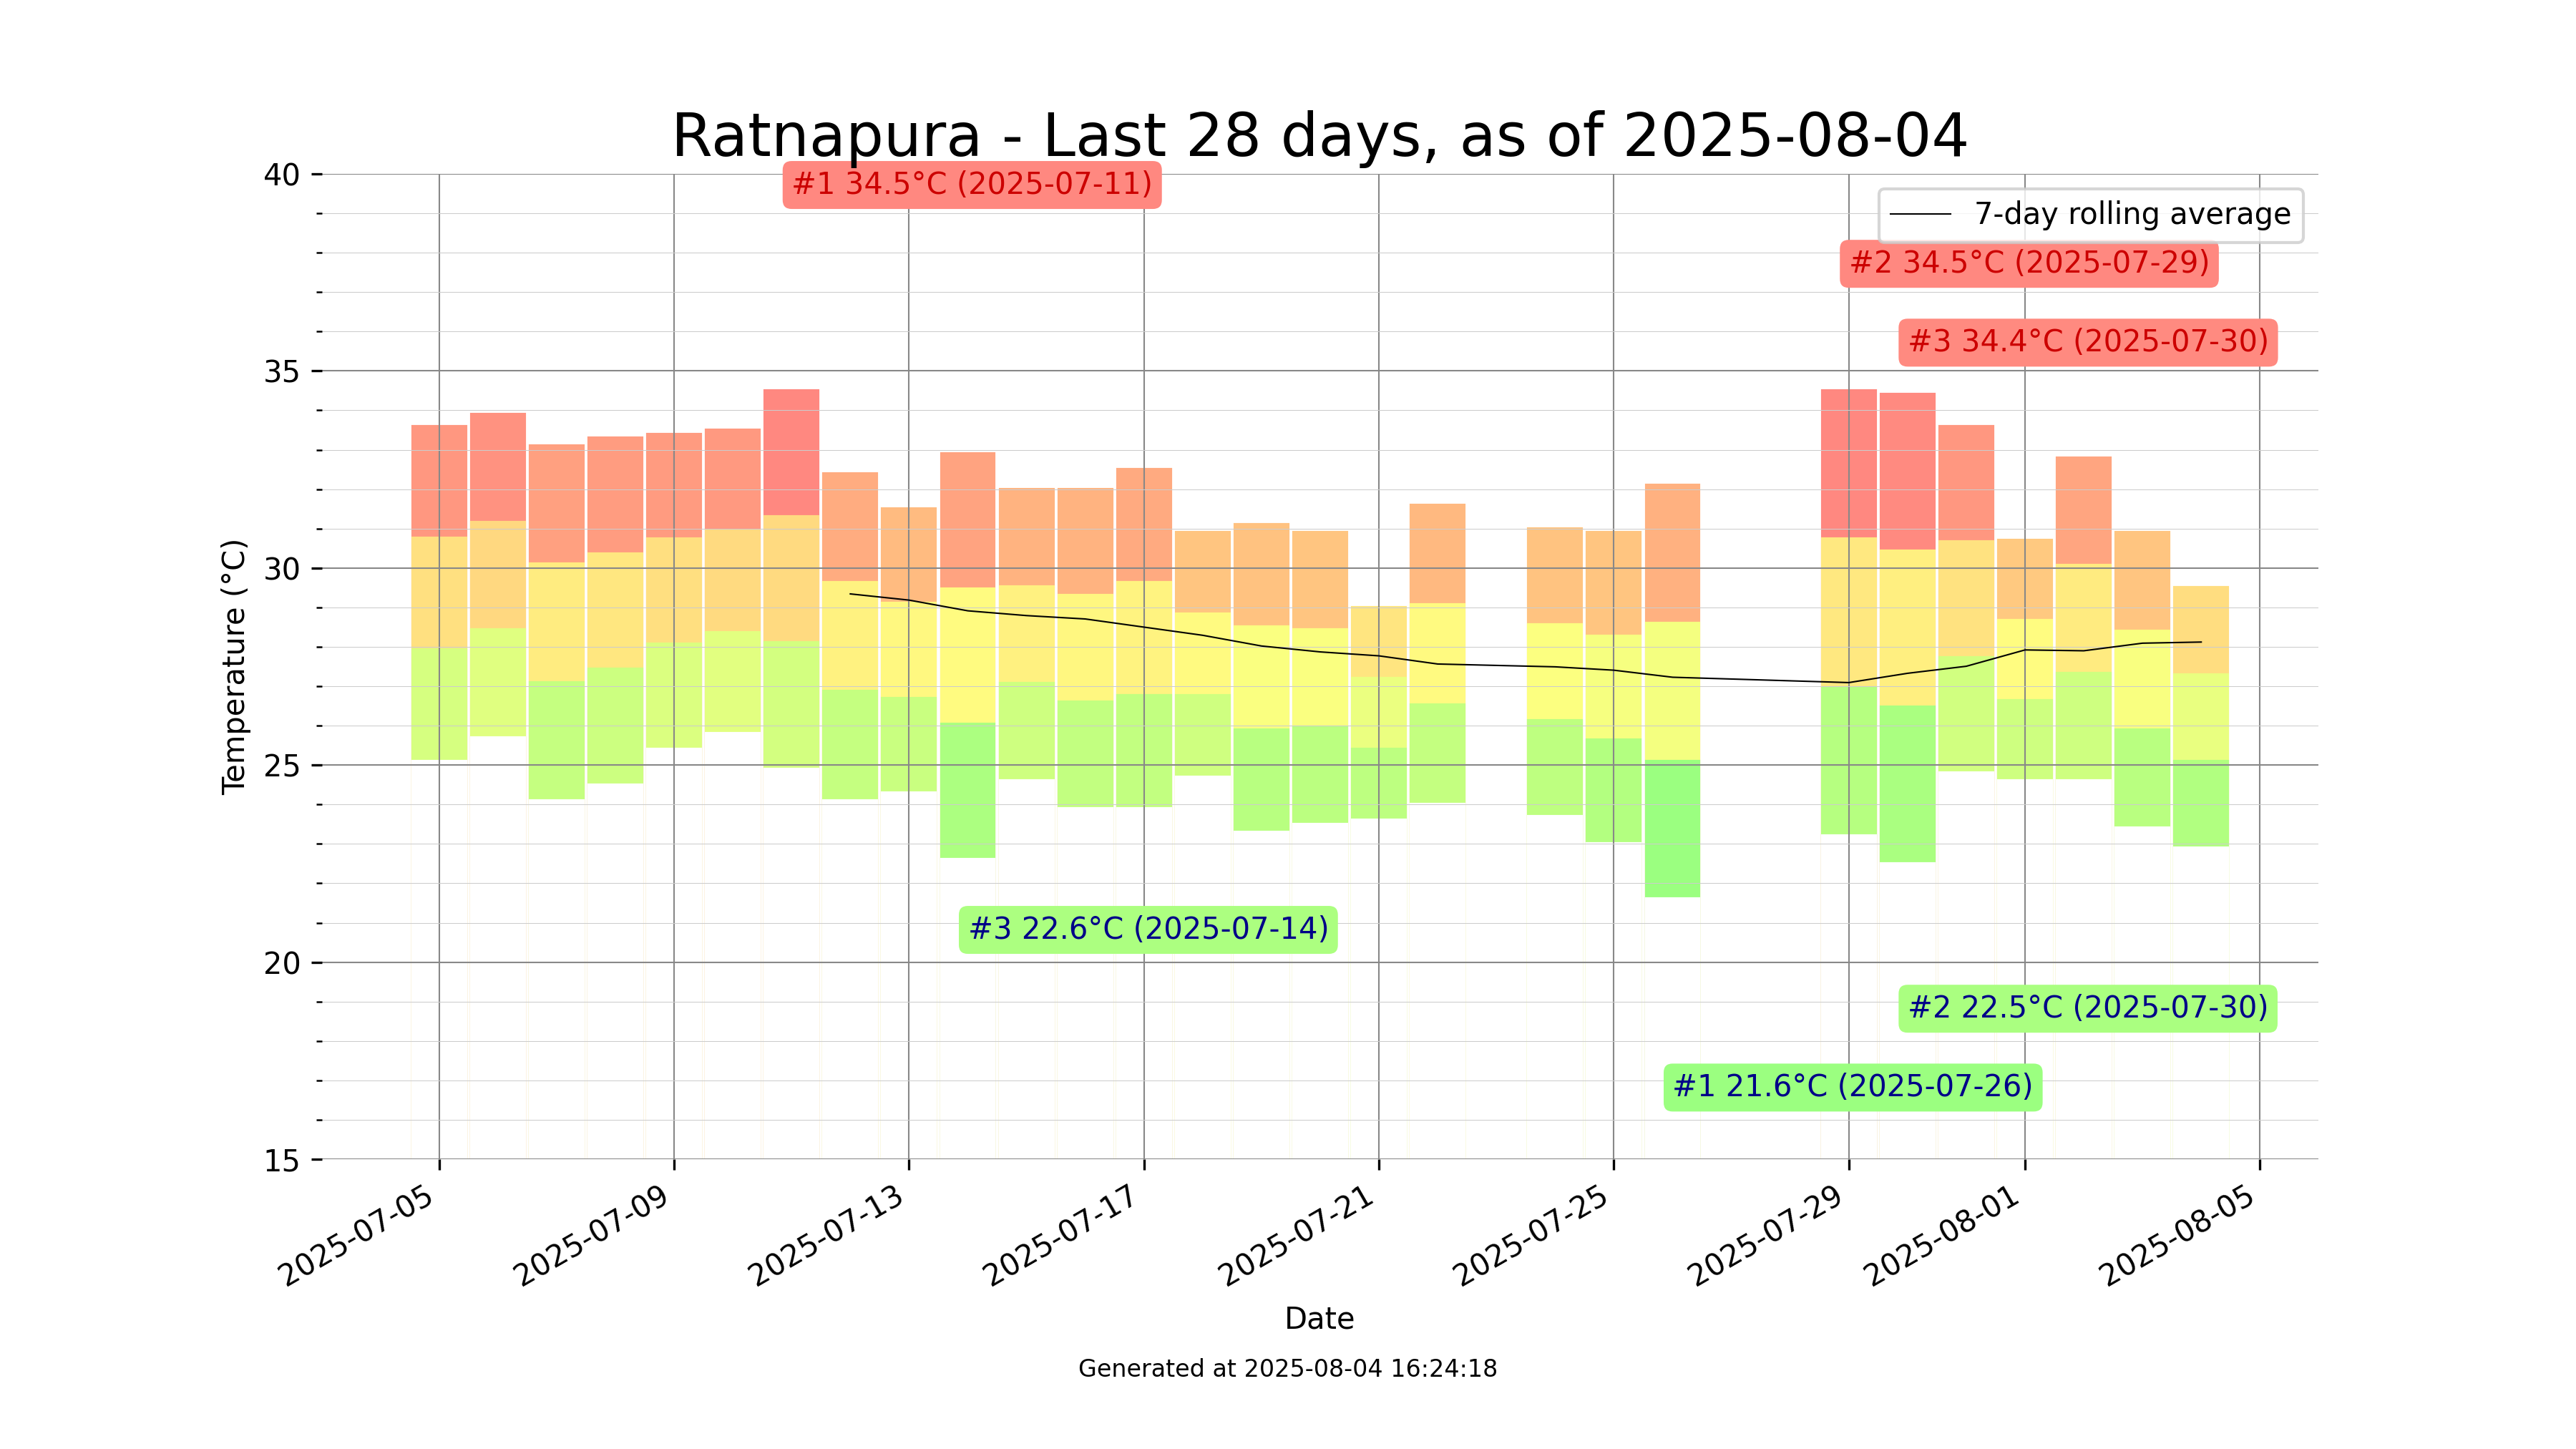 Ratnapura - Last 28 days, as of 2025-08-04
#1 34.5°C (2025-07-11)
7-day rolling average
#2 34.5°C (2025-07-29)
#3 34.4°C (2025-07-30)
#3 22.6°C (2025-07-14)
#2 22.5°C (2025-07-30)
#1 21.6°C (2025-07-26)
Temperature (°C)
40
35
30
25
20
15
2025-07-05
2025-07-09
2025-07-13
2025-07-17
2025-07-21
2025-07-25
2025-07-29
2025-08-01
2025-08-05
Date
Generated at 2025-08-04 16:24:18